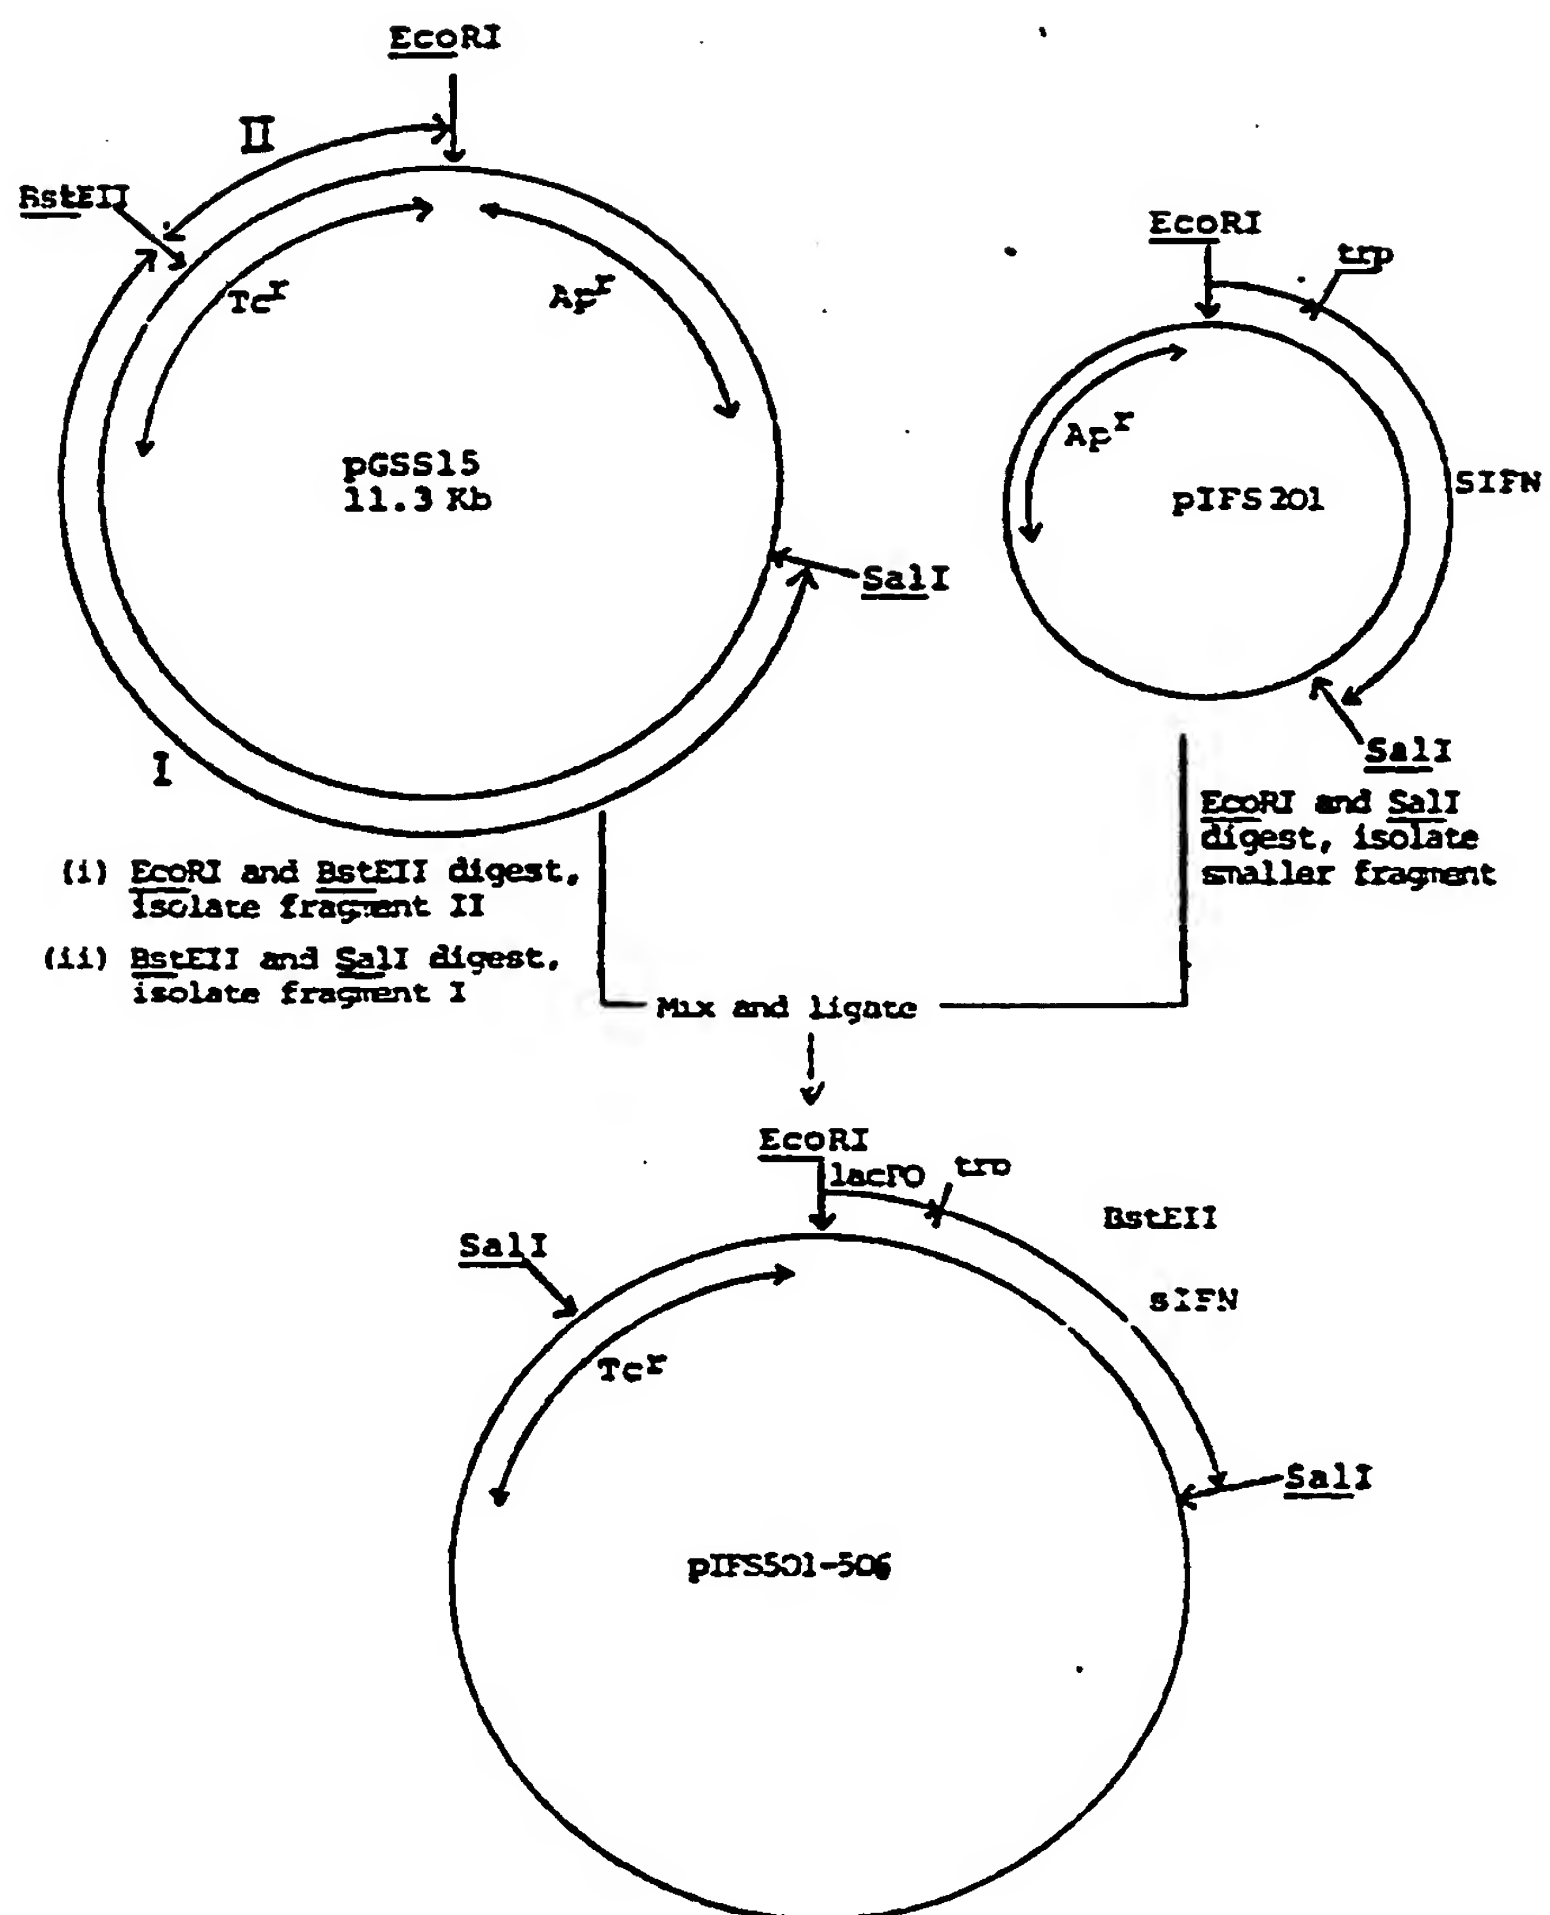 EcoRI
II
BstEII
Tcr
Apr
pGSS15
11.3 Kb
SalI
I
EcoRI
trp
Apr
pIFS201
SIFN
SalI
EcoRI and SalI
digest, isolate
smaller fragment
(i) EcoRI and BstEII digest,
isolate fragment II
(ii) BstEII and SalI digest,
isolate fragment I
Mix and ligate
EcoRI
lacPO
trp
BstEII
SalI
sIFN
Tcr
SalI
pIFS501-506